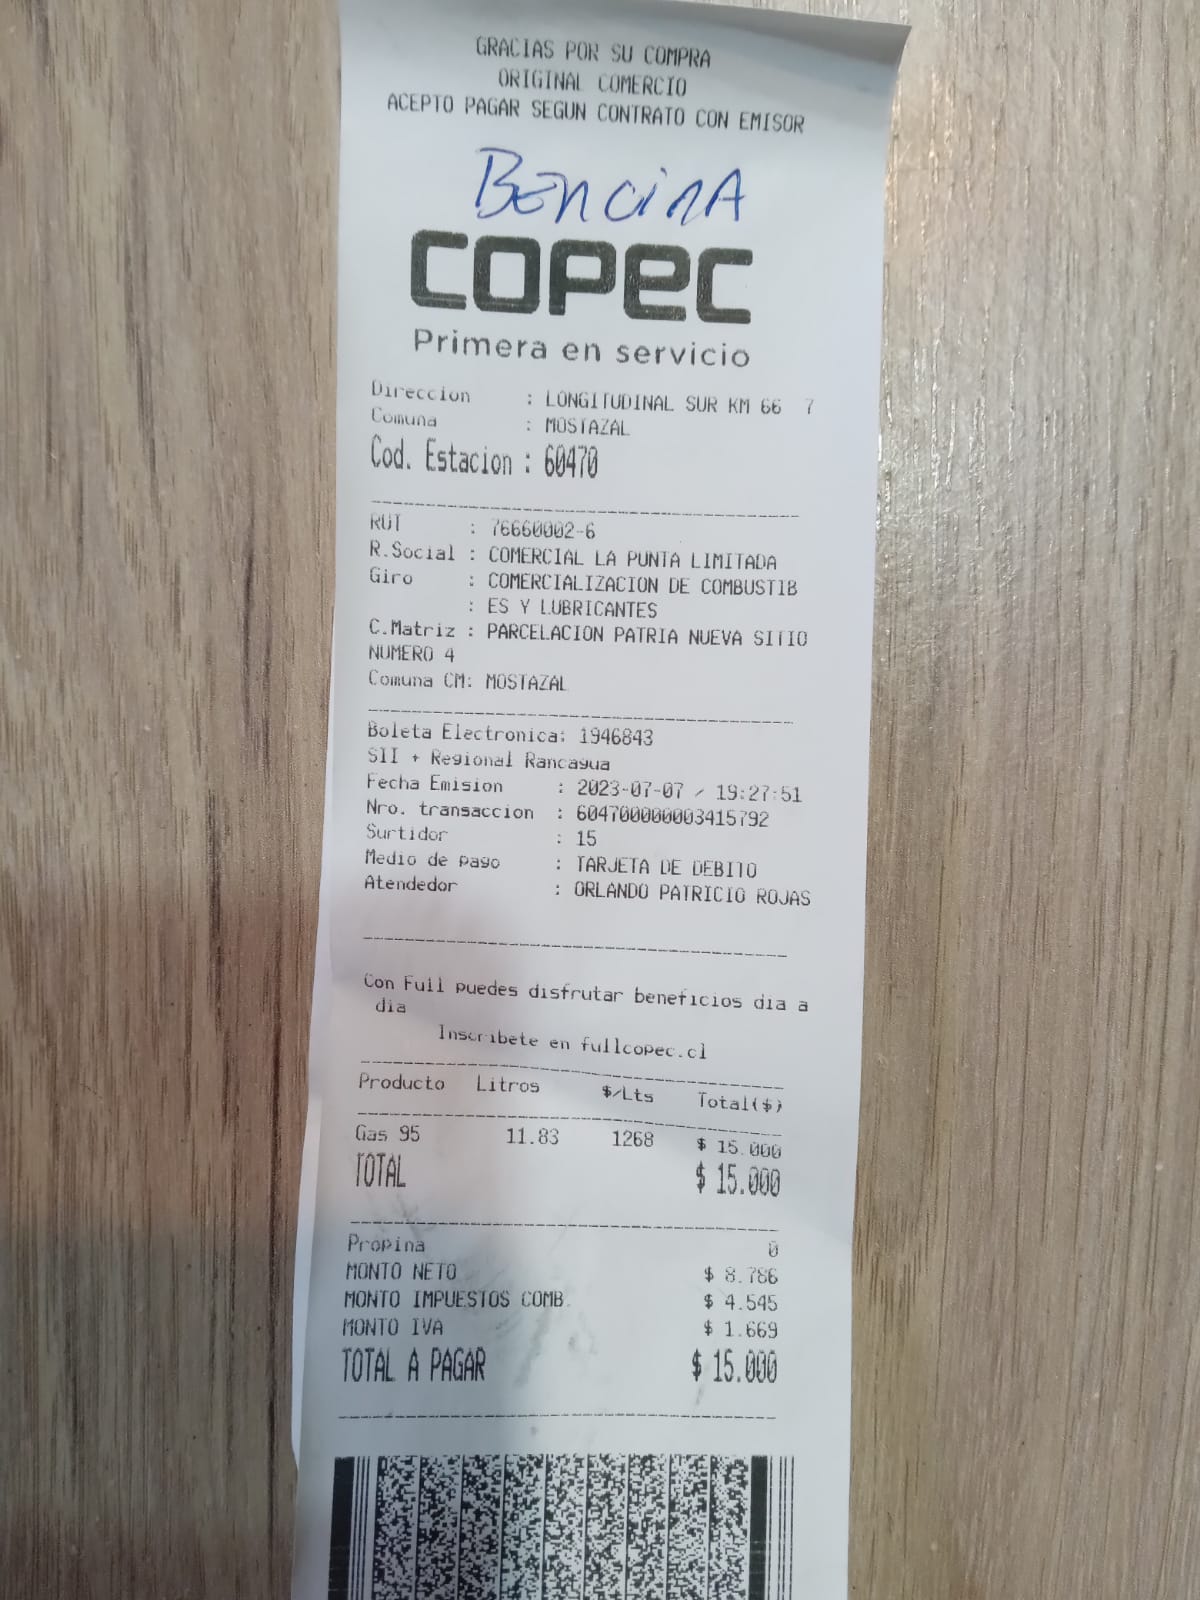 GRACIAS POR SU COMPRA
ORIGINAL COMERCIO
ACEPTO PAGAR SEGUN CONTRATO CON EMISOR
BENCINA
COPEC
Primera en servicio
Direccion : LONGITUDINAL SUR KM 66 7
Comuna : MOSTAZAL
Cod. Estacion : 60470
RUT : 76660002-6
R.Social : COMERCIAL LA PUNTA LIMITADA
Giro : COMERCIALIZACION DE COMBUSTIB
: ES Y LUBRICANTES
C.Matriz : PARCELACION PATRIA NUEVA SITIO
NUMERO 4
Comuna CM: MOSTAZAL
Boleta Electronica: 1946843
SII + Regional Rancagua
Fecha Emision : 2023-07-07 / 19:27:51
Nro. transaccion : 604700000003415792
Surtidor : 15
Medio de pago : TARJETA DE DEBITO
Atendedor : ORLANDO PATRICIO ROJAS
Con Full puedes disfrutar beneficios dia a
dia
Inscribete en fullcopec.cl
Producto Litros $/Lts Total($)
Gas 95 11.83 1268 $ 15.000
TOTAL $ 15.000
Propina 0
MONTO NETO $ 8.786
MONTO IMPUESTOS COMB. $ 4.545
MONTO IVA $ 1.669
TOTAL A PAGAR $ 15.000